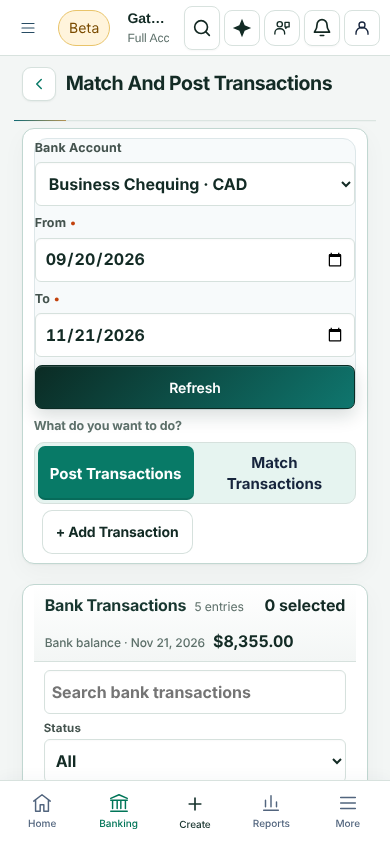 Beta
Gat…
Full Acc
Match And Post Transactions
Bank Account
Business Chequing · CAD
From •
09/20/2026
To •
11/21/2026
Refresh
What do you want to do?
Post Transactions
Match
Transactions
+ Add Transaction
Bank Transactions 5 entries 0 selected
Bank balance · Nov 21, 2026 $8,355.00
Search bank transactions
Status
All
Home Banking Create Reports More